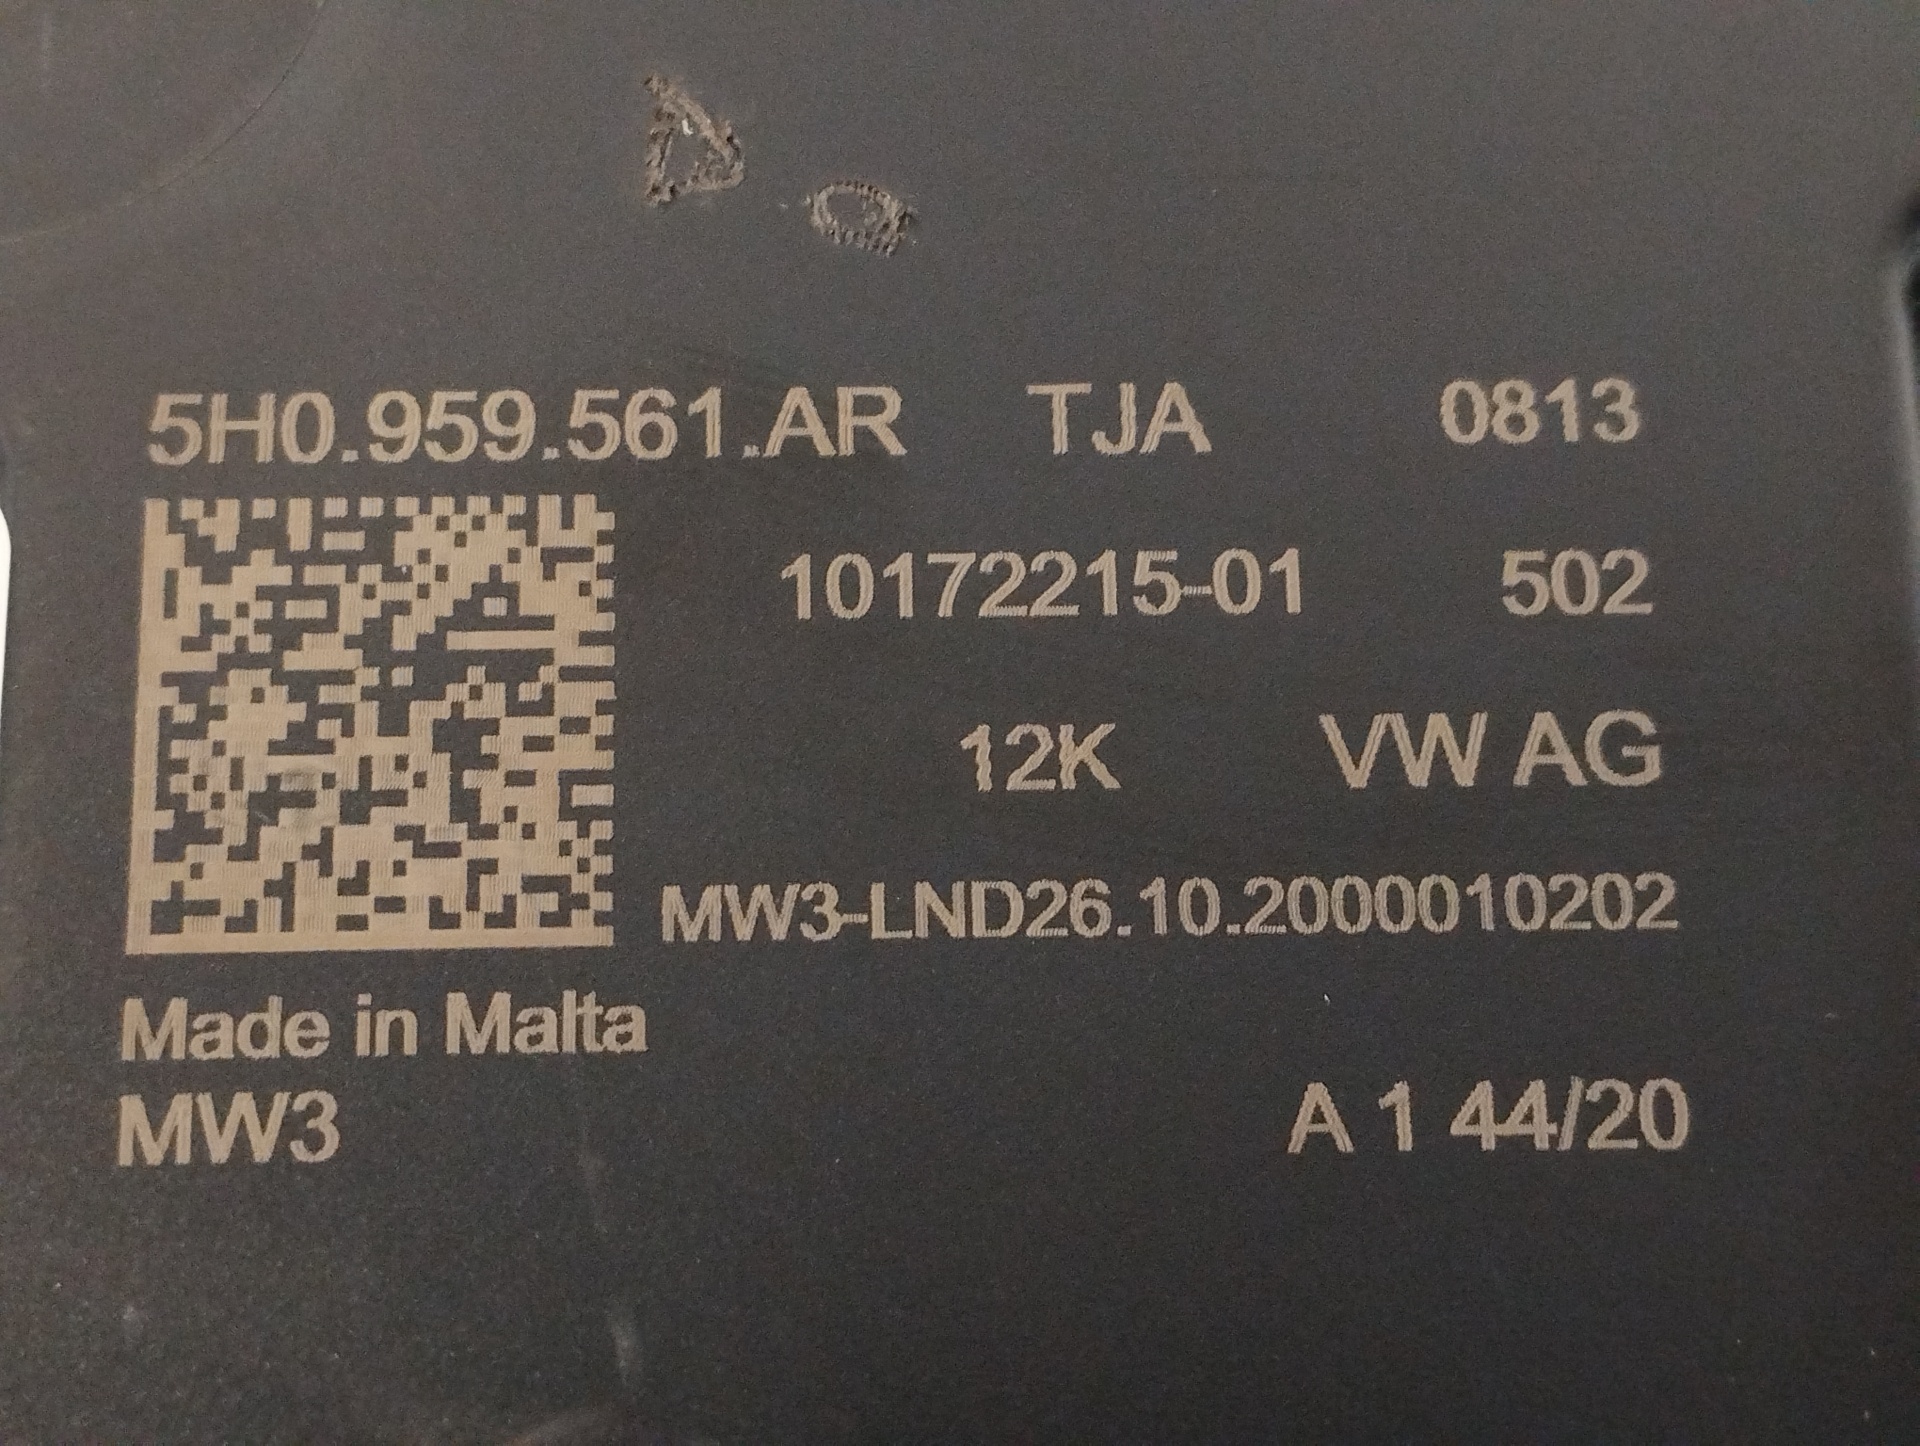 5H0.959.561.AR TJA 0813
10172215-01 502
12K VW AG
MW3-LND26.10.2000010202
Made in Malta
MW3 A 1 44/20